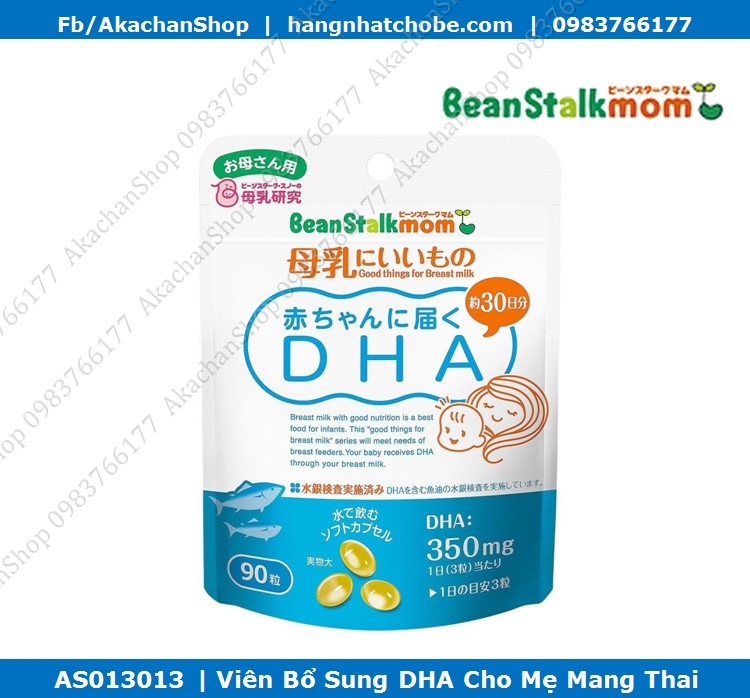 Fb/AkachanShop | hangnhatchobe.com | 0983766177
ビーンスタークマム
BeanStalkmom
お母さん用
ビーンスターク・スノーの
母乳研究
ビーンスタークマム
BeanStalkmom
母乳にいいもの
Good things for Breast milk
約30日分
赤ちゃんに届く
DHA
Breast milk with good nutrition is a best
food for infants. This "good things for
breast milk" series will meet needs of
breast feeders.Your baby receives DHA
through your breast milk.
水銀検査実施済み DHAを含む魚油の水銀検査を実施しています。
水で飲む
ソフトカプセル
実物大
90粒
DHA:
350mg
1日(3粒)当たり
▶1日の目安3粒
AkachanShop 0983766177 AkachanShop 0983766177
AkachanShop 0983766177 AkachanShop 0983766177
AS013013 | Viên Bổ Sung DHA Cho Mẹ Mang Thai